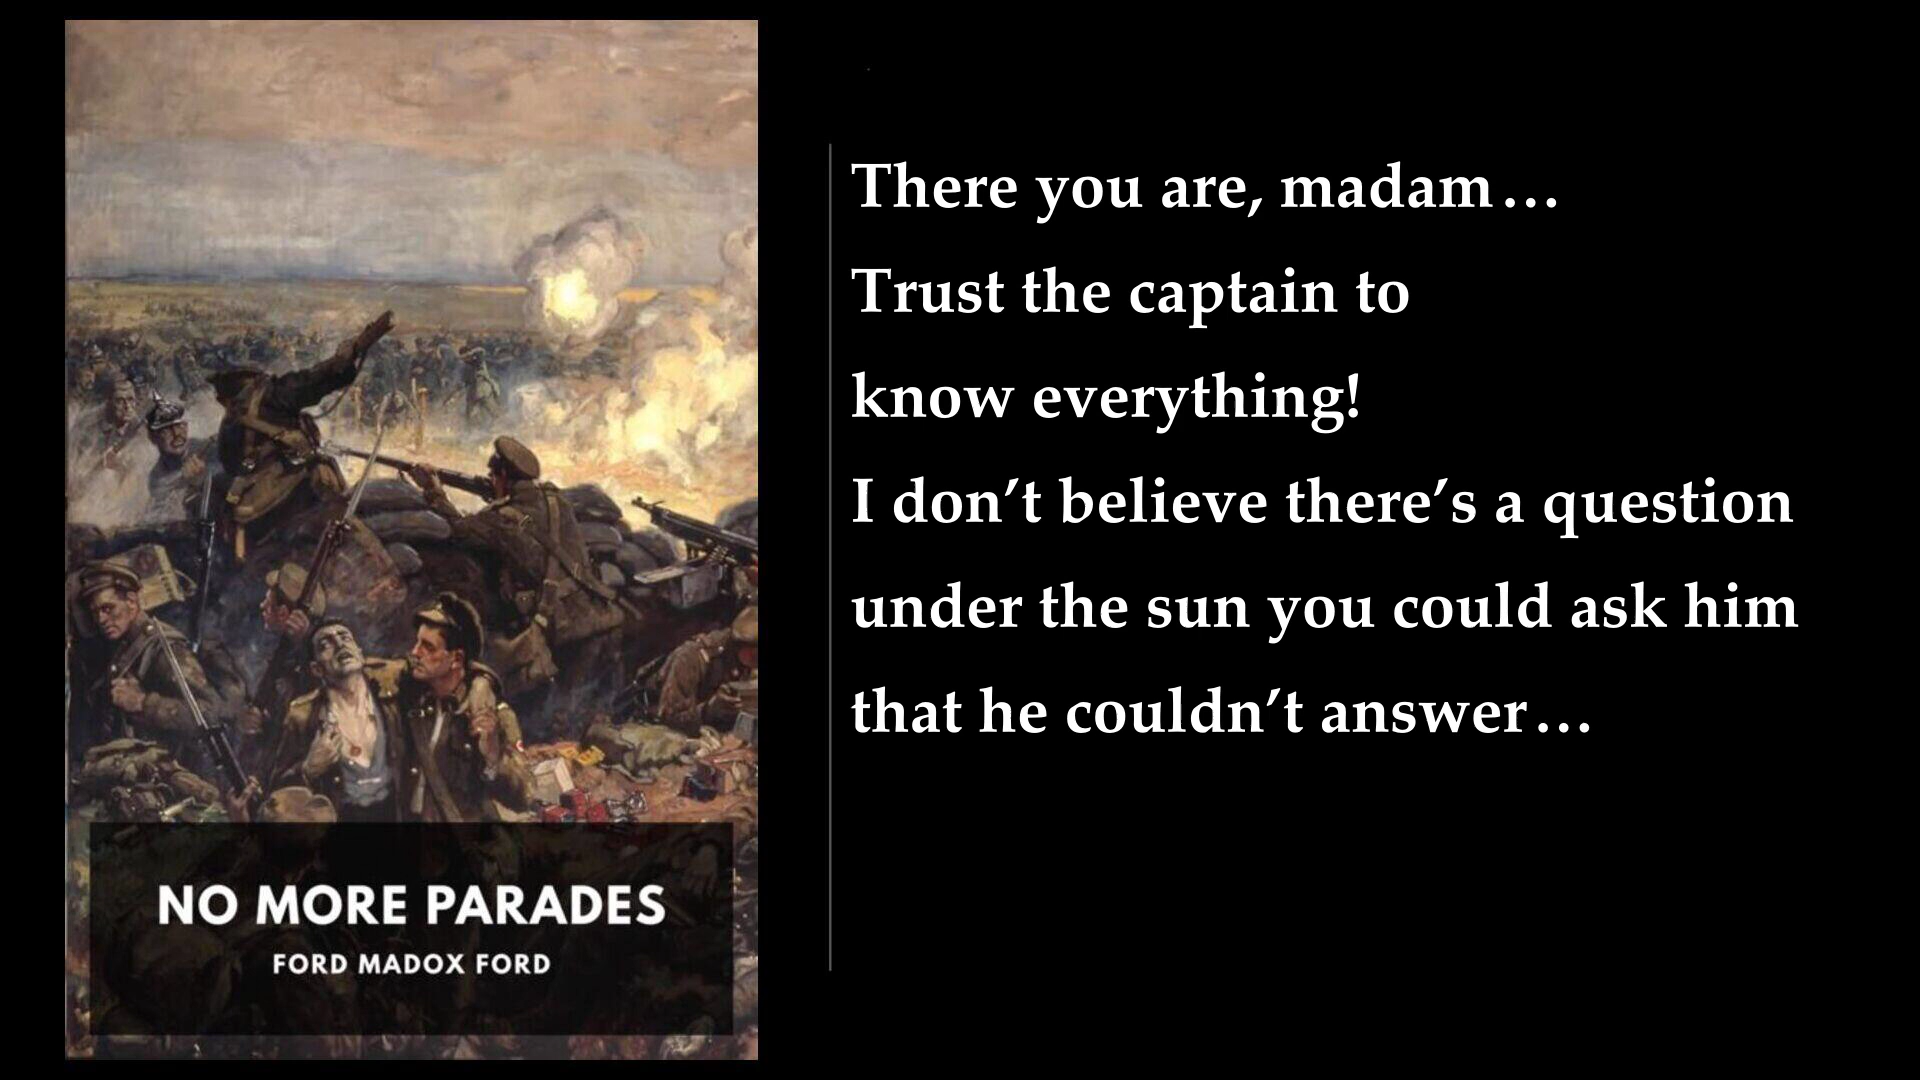 There you are, madam…
Trust the captain to
know everything!
I don’t believe there’s a question
under the sun you could ask him
that he couldn’t answer…
NO MORE PARADES
FORD MADOX FORD